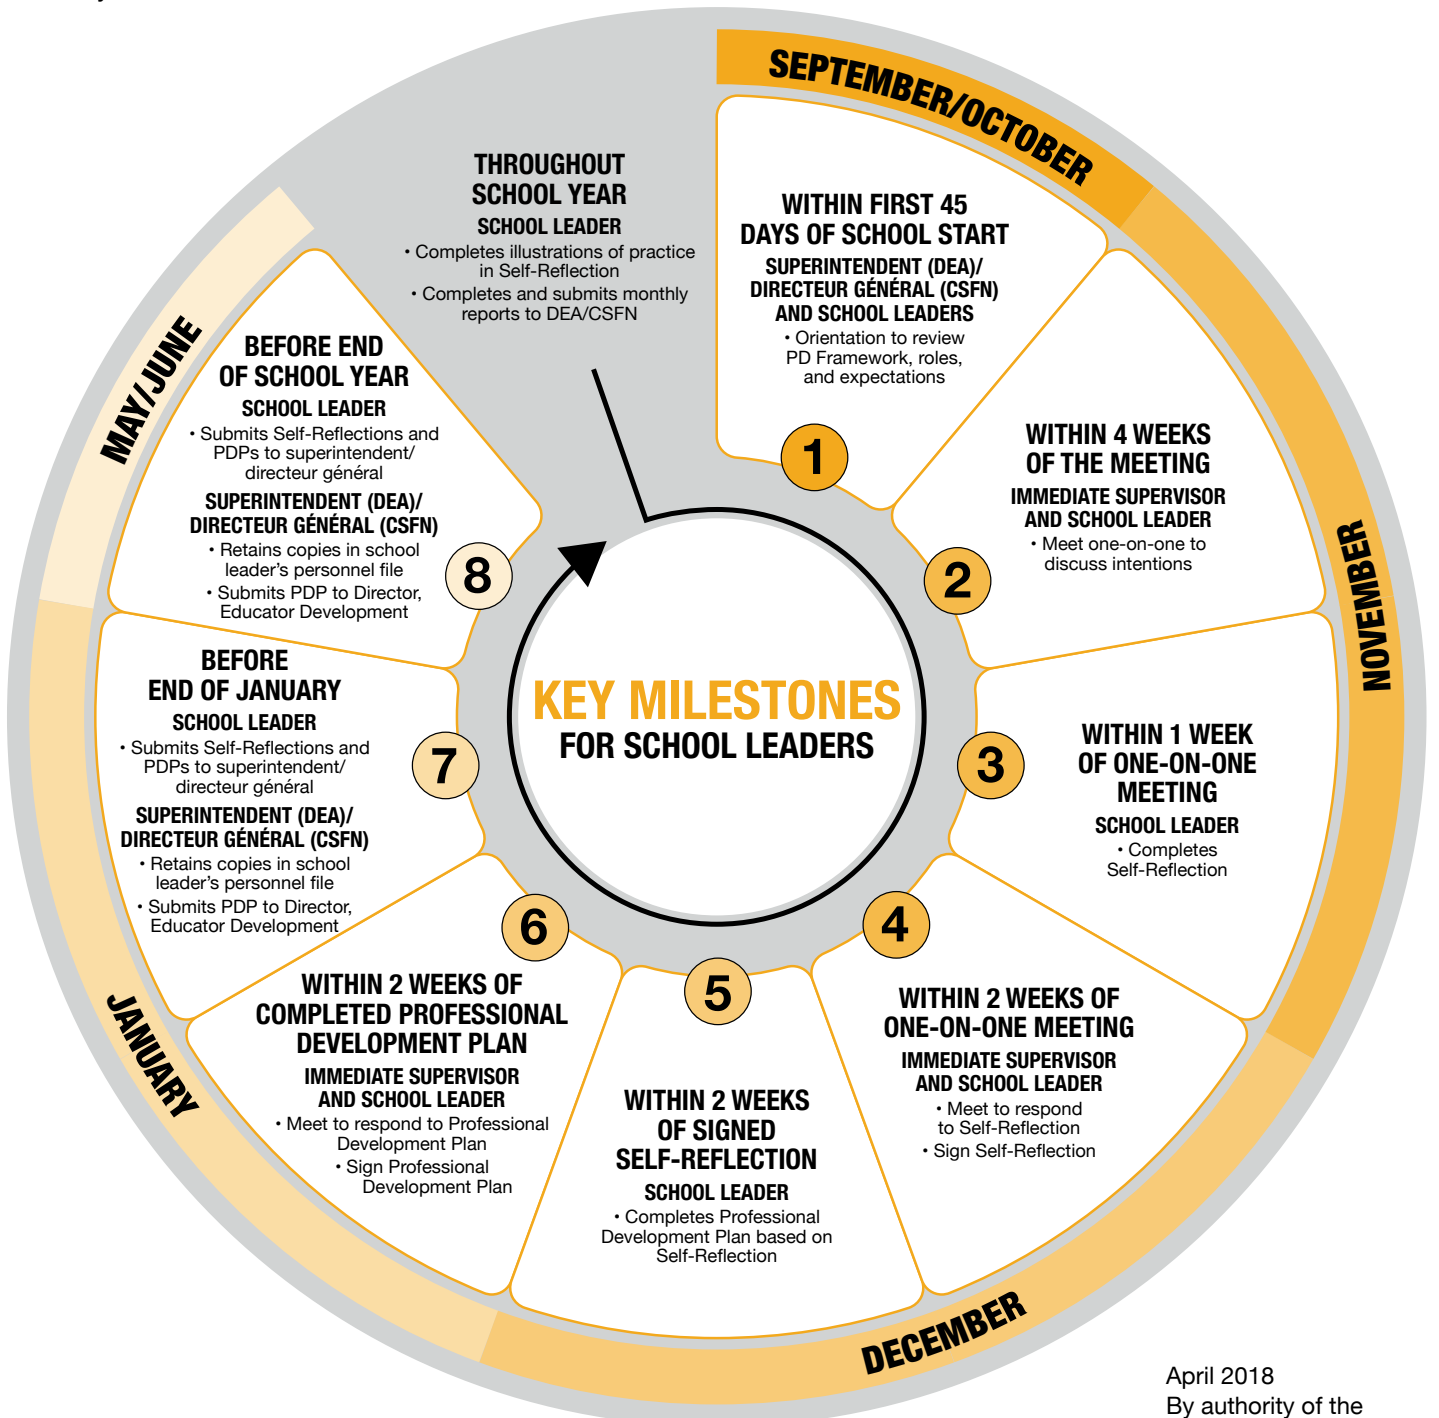 SEPTEMBER/OCTOBER
THROUGHOUT
SCHOOL YEAR
SCHOOL LEADER
• Completes illustrations of practice
in Self-Reflection
• Completes and submits monthly
reports to DEA/CSFN
WITHIN FIRST 45
DAYS OF SCHOOL START
SUPERINTENDENT (DEA)/
DIRECTEUR GÉNÉRAL (CSFN)
AND SCHOOL LEADERS
• Orientation to review
PD Framework, roles,
and expectations
1
NOVEMBER
WITHIN 4 WEEKS
OF THE MEETING
IMMEDIATE SUPERVISOR
AND SCHOOL LEADER
• Meet one-on-one to
discuss intentions
2
WITHIN 1 WEEK
OF ONE-ON-ONE
MEETING
SCHOOL LEADER
• Completes
Self-Reflection
3
WITHIN 2 WEEKS OF
ONE-ON-ONE MEETING
IMMEDIATE SUPERVISOR
AND SCHOOL LEADER
• Meet to respond
to Self-Reflection
• Sign Self-Reflection
4
DECEMBER
WITHIN 2 WEEKS
OF SIGNED
SELF-REFLECTION
SCHOOL LEADER
• Completes Professional
Development Plan based on
Self-Reflection
5
WITHIN 2 WEEKS OF
COMPLETED PROFESSIONAL
DEVELOPMENT PLAN
IMMEDIATE SUPERVISOR
AND SCHOOL LEADER
• Meet to respond to Professional
Development Plan
• Sign Professional
Development Plan
6
JANUARY
BEFORE
END OF JANUARY
SCHOOL LEADER
• Submits Self-Reflections and
PDPs to superintendent/
directeur général
SUPERINTENDENT (DEA)/
DIRECTEUR GÉNÉRAL (CSFN)
• Retains copies in school
leader's personnel file
• Submits PDP to Director,
Educator Development
7
MAY/JUNE
BEFORE END
OF SCHOOL YEAR
SCHOOL LEADER
• Submits Self-Reflections and
PDPs to superintendent/
directeur général
SUPERINTENDENT (DEA)/
DIRECTEUR GÉNÉRAL (CSFN)
• Retains copies in school
leader's personnel file
• Submits PDP to Director,
Educator Development
8
KEY MILESTONES
FOR SCHOOL LEADERS
April 2018
By authority of the